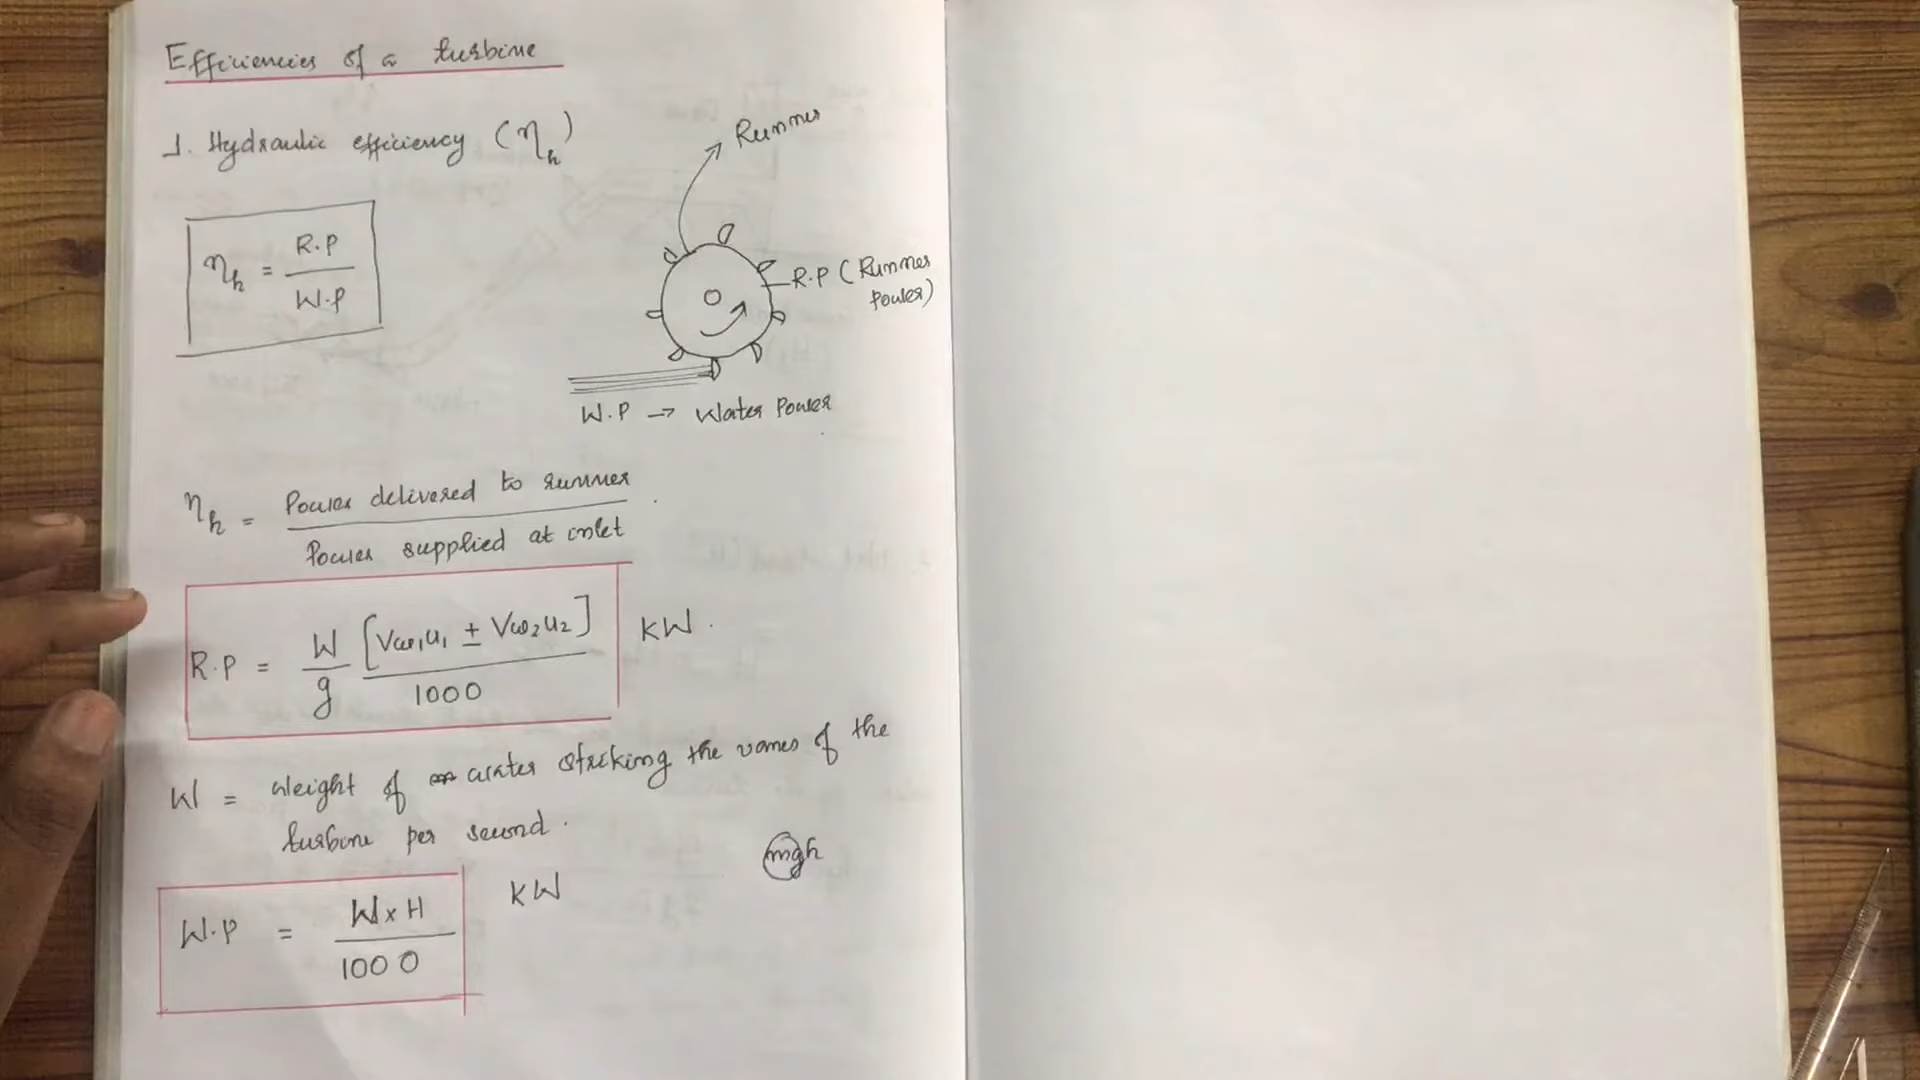 Efficiencies of a turbine
1. Hydraulic efficiency (ηh)
Runner
ηh = R.P / W.P
R.P (Runner
Power)
W.P → Water Power
ηh = Power delivered to runner / Power supplied at inlet
R.P = W/g [Vw1u1 ± Vw2u2] / 1000 KW.
W = weight of water striking the vanes of the
turbine per second.
mgh
W.P = W×H / 1000 KW